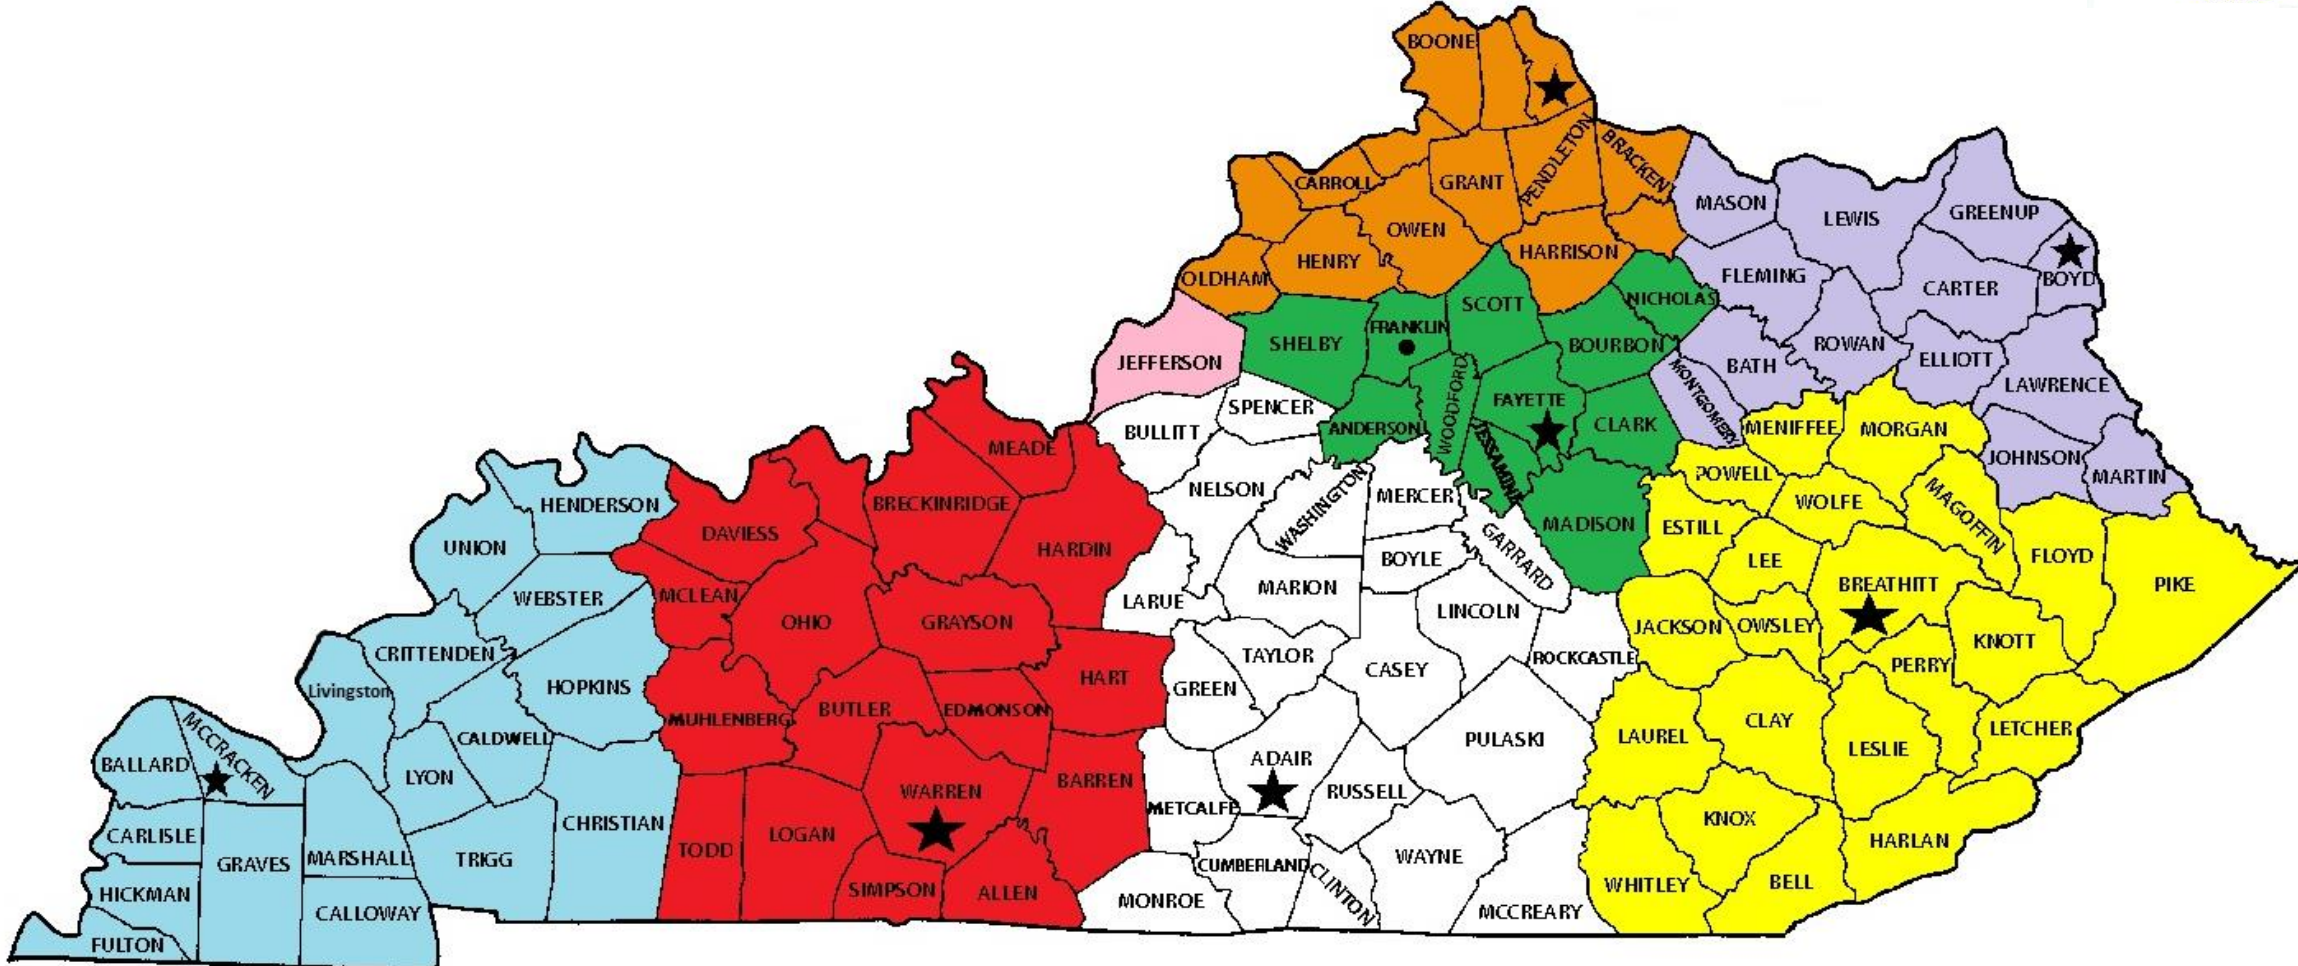 BOONE
PENDLETON
BRACKEN
CARROLL
GRANT
MASON
LEWIS
GREENUP
OWEN
HARRISON
HENRY
OLDHAM
FLEMING
CARTER
BOYD
SCOTT
NICHOLAS
FRANKLIN
SHELBY
BOURBON
ROWAN
ELLIOTT
JEFFERSON
BATH
LAWRENCE
WOODFORD
FAYETTE
MONTGOMERY
SPENCER
CLARK
BULLITT
ANDERSON
MENIFFEE
MORGAN
MEADE
JESSAMINE
JOHNSON
MARTIN
POWELL
NELSON
WASHINGTON
MERCER
WOLFE
MAGOFFIN
HENDERSON
BRECKINRIDGE
MADISON
ESTILL
DAVIESS
UNION
HARDIN
BOYLE
GARRARD
LEE
FLOYD
BREATHITT
PIKE
MARION
WEBSTER
MCLEAN
LARUE
LINCOLN
OHIO
GRAYSON
JACKSON
OWSLEY
KNOTT
CRITTENDEN
TAYLOR
CASEY
ROCKCASTLE
PERRY
Livingston
HOPKINS
HART
GREEN
MUHLENBERG
BUTLER
EDMONSON
CLAY
LETCHER
CALDWELL
PULASKI
LAUREL
LESLIE
MCCRACKEN
BALLARD
LYON
ADAIR
BARREN
WARREN
RUSSELL
METCALFE
KNOX
CARLISLE
CHRISTIAN
LOGAN
TODD
HARLAN
GRAVES
MARSHALL
TRIGG
WAYNE
CUMBERLAND
CLINTON
HICKMAN
SIMPSON
ALLEN
MONROE
WHITLEY
BELL
CALLOWAY
MCCREARY
FULTON